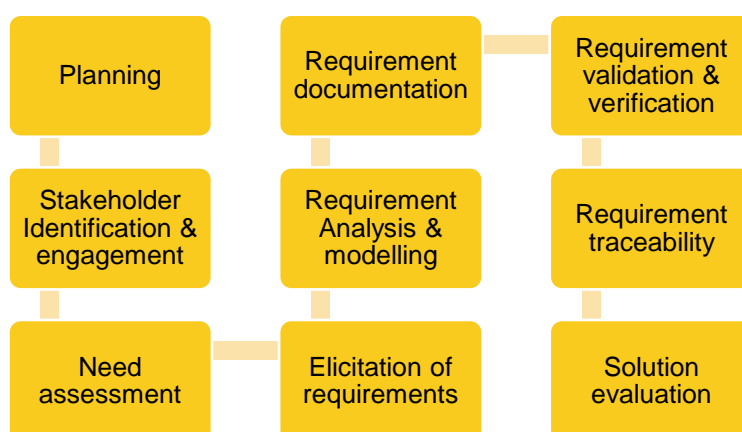 Planning
Stakeholder
Identification &
engagement
Need
assessment
Elicitation of
requirements
Requirement
Analysis &
modelling
Requirement
documentation
Requirement
validation &
verification
Requirement
traceability
Solution
evaluation